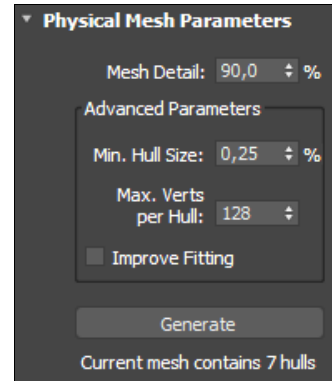 Physical Mesh Parameters
Mesh Detail: 90,0 %
Advanced Parameters
Min. Hull Size: 0,25 %
Max. Verts
per Hull: 128
Improve Fitting
Generate
Current mesh contains 7 hulls